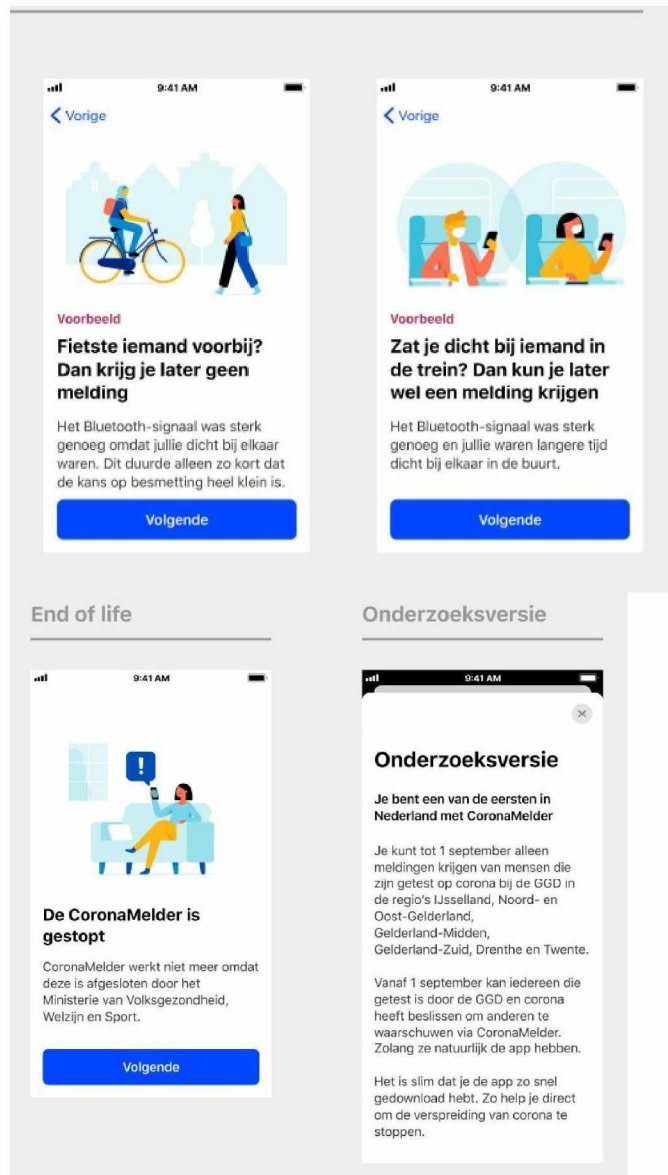 9:41 AM
Vorige
Voorbeeld
Fietste iemand voorbij?
Dan krijg je later geen
melding
Het Bluetooth-signaal was sterk
genoeg omdat jullie dicht bij elkaar
waren. Dit duurde alleen zo kort dat
de kans op besmetting heel klein is.
Volgende
9:41 AM
Vorige
Voorbeeld
Zat je dicht bij iemand in
de trein? Dan kun je later
wel een melding krijgen
Het Bluetooth-signaal was sterk
genoeg en jullie waren langere tijd
dicht bij elkaar in de buurt.
Volgende
End of life
9:41 AM
!
De CoronaMelder is
gestopt
CoronaMelder werkt niet meer omdat
deze is afgesloten door het
Ministerie van Volksgezondheid,
Welzijn en Sport.
Volgende
Onderzoeksversie
9:41 AM
Onderzoeksversie
Je bent een van de eersten in
Nederland met CoronaMelder
Je kunt tot 1 september alleen
meldingen krijgen van mensen die
zijn getest op corona bij de GGD in
de regio's IJsselland, Noord- en
Oost-Gelderland,
Gelderland-Midden,
Gelderland-Zuid, Drenthe en Twente.
Vanaf 1 september kan iedereen die
getest is door de GGD en corona
heeft beslissen om anderen te
waarschuwen via CoronaMelder.
Zolang ze natuurlijk de app hebben.
Het is slim dat je de app zo snel
gedownload hebt. Zo help je direct
om de verspreiding van corona te
stoppen.